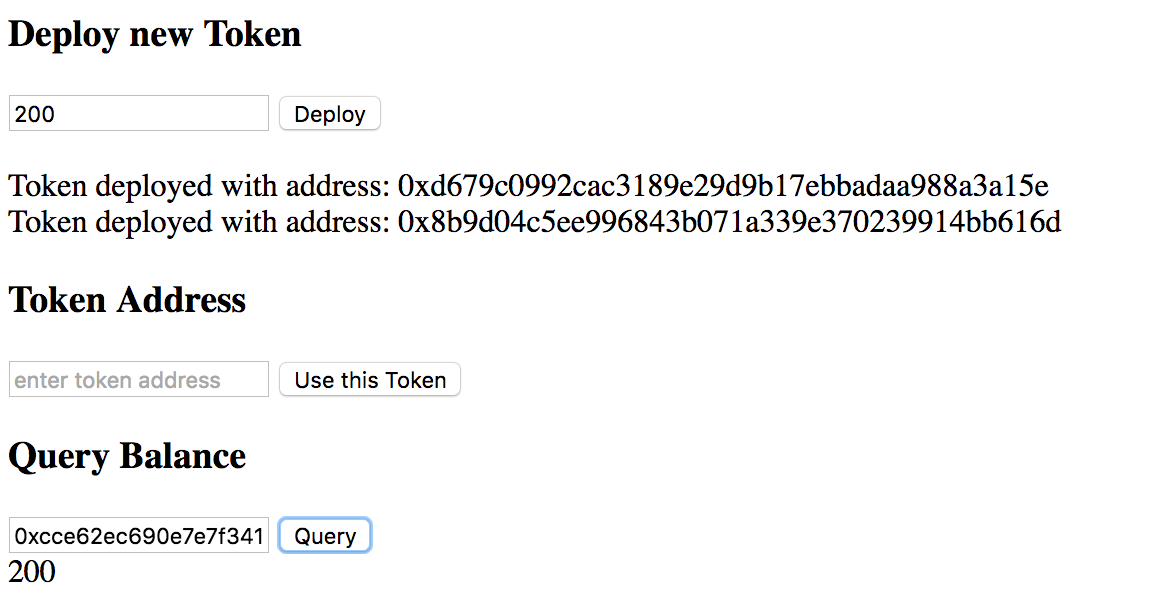 Deploy new Token
200 Deploy
Token deployed with address: 0xd679c0992cac3189e29d9b17ebbadaa988a3a15e
Token deployed with address: 0x8b9d04c5ee996843b071a339e370239914bb616d
Token Address
enter token address Use this Token
Query Balance
0xcce62ec690e7e7f341 Query
200